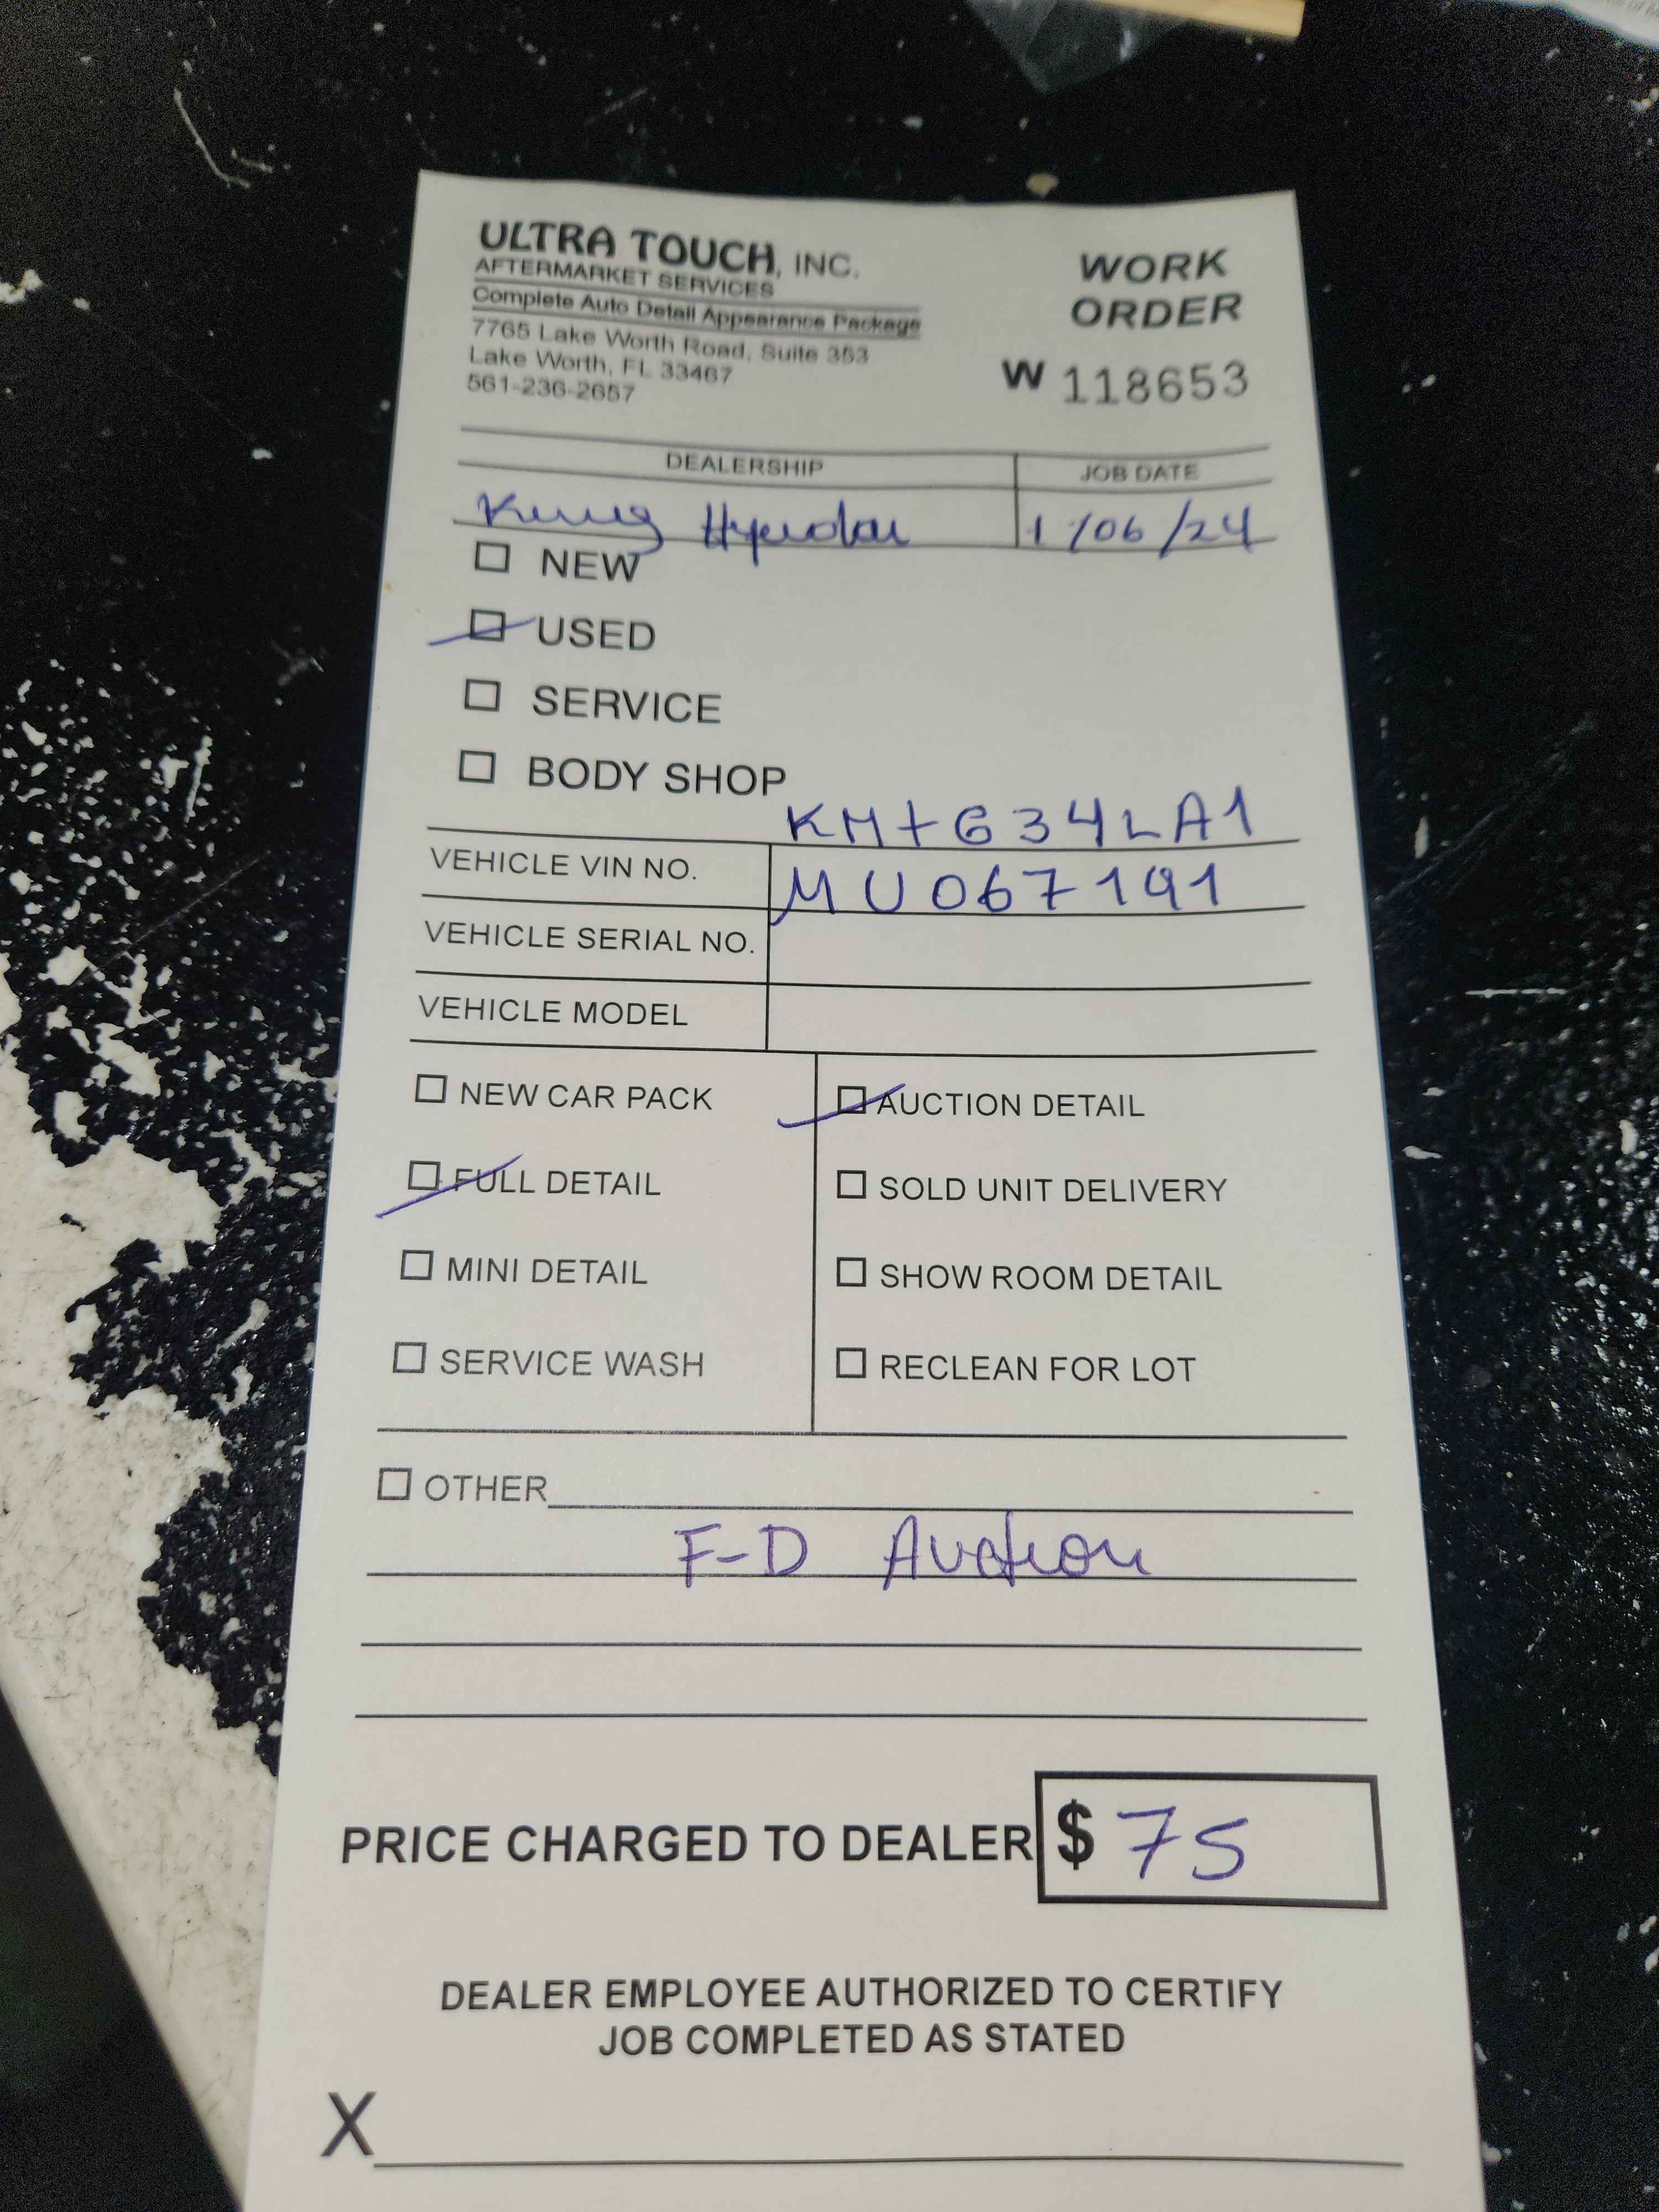 ULTRA TOUCH, INC.
AFTERMARKET SERVICES
Complete Auto Detail Appearance Package
7765 Lake Worth Road, Suite 353
Lake Worth, FL 33467
561-236-2657
WORK
ORDER
W 118653
DEALERSHIP
JOB DATE
1/06/24
NEW
USED
SERVICE
BODY SHOP
KMtG34LA1
VEHICLE VIN NO.
MU067191
VEHICLE SERIAL NO.
VEHICLE MODEL
NEW CAR PACK
AUCTION DETAIL
FULL DETAIL
SOLD UNIT DELIVERY
MINI DETAIL
SHOW ROOM DETAIL
SERVICE WASH
RECLEAN FOR LOT
OTHER
F-D Auction
PRICE CHARGED TO DEALER $ 75
DEALER EMPLOYEE AUTHORIZED TO CERTIFY
JOB COMPLETED AS STATED
X